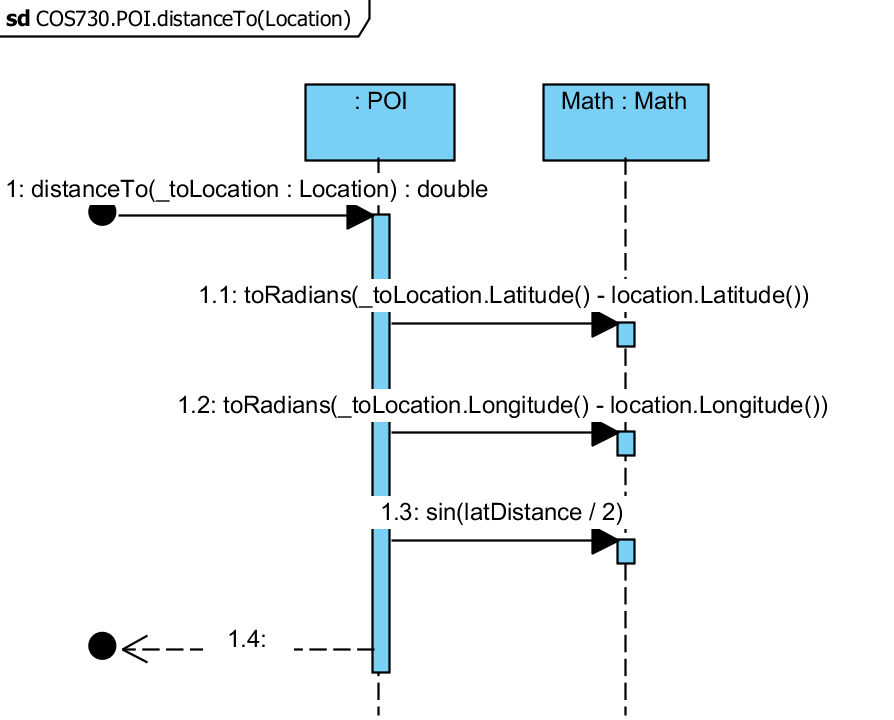 sd COS730.POI.distanceTo(Location)
: POI
Math : Math
1: distanceTo(_toLocation : Location) : double
1.1: toRadians(_toLocation.Latitude() - location.Latitude())
1.2: toRadians(_toLocation.Longitude() - location.Longitude())
1.3: sin(latDistance / 2)
1.4: